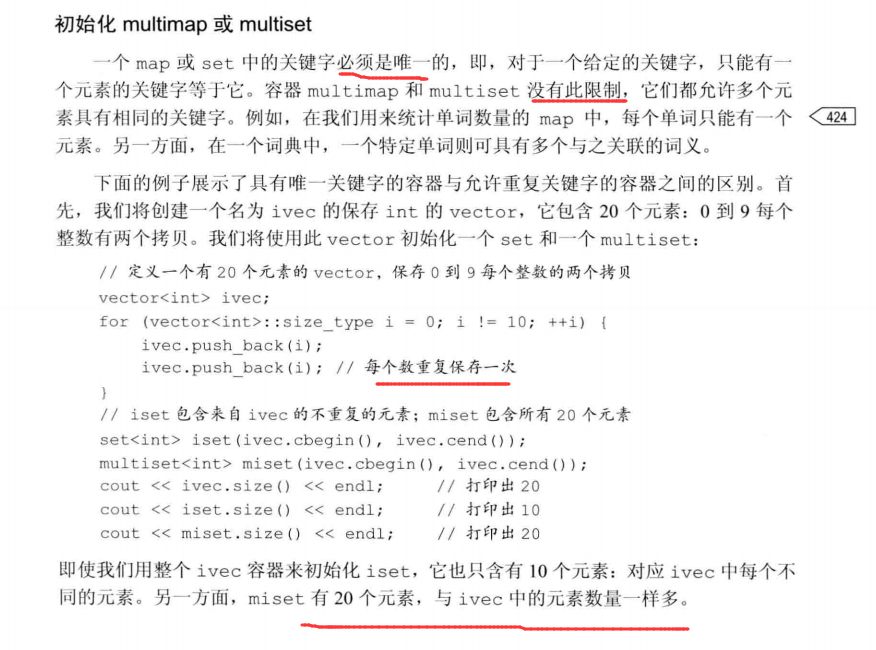 初始化 multimap 或 multiset
一个 map 或 set 中的关键字必须是唯一的，即，对于一个给定的关键字，只能有一
个元素的关键字等于它。容器 multimap 和 multiset 没有此限制，它们都允许多个元
素具有相同的关键字。例如，在我们用来统计单词数量的 map 中，每个单词只能有一个
424
元素。另一方面，在一个词典中，一个特定单词则可具有多个与之关联的词义。
下面的例子展示了具有唯一关键字的容器与允许重复关键字的容器之间的区别。首
先，我们将创建一个名为 ivec 的保存 int 的 vector，它包含 20 个元素：0 到 9 每个
整数有两个拷贝。我们将使用此 vector 初始化一个 set 和一个 multiset：
// 定义一个有 20 个元素的 vector，保存 0 到 9 每个整数的两个拷贝
vector<int> ivec;
for (vector<int>::size_type i = 0; i != 10; ++i) {
ivec.push_back(i);
ivec.push_back(i); // 每个数重复保存一次
}
// iset 包含来自 ivec 的不重复的元素；miset 包含所有 20 个元素
set<int> iset(ivec.cbegin(), ivec.cend());
multiset<int> miset(ivec.cbegin(), ivec.cend());
cout << ivec.size() << endl; // 打印出 20
cout << iset.size() << endl; // 打印出 10
cout << miset.size() << endl; // 打印出 20
即使我们用整个 ivec 容器来初始化 iset，它也只含有 10 个元素：对应 ivec 中每个不
同的元素。另一方面，miset 有 20 个元素，与 ivec 中的元素数量一样多。